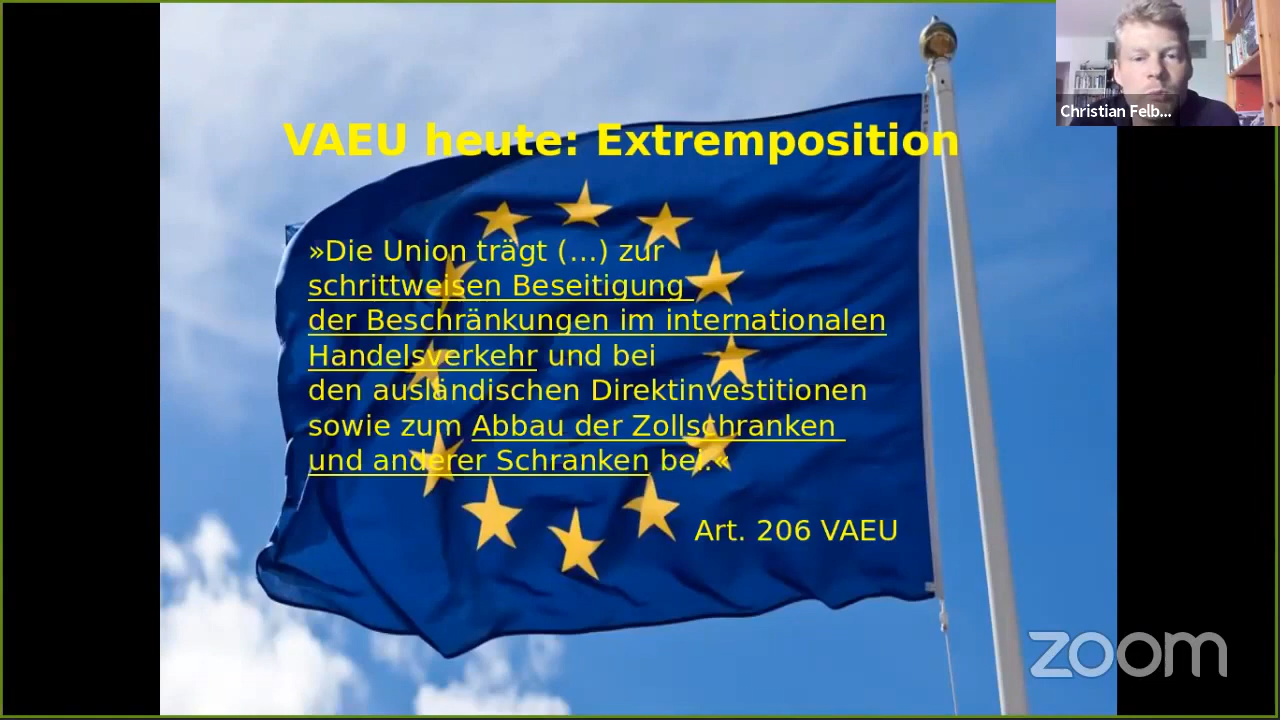 VAEU heute: Extremposition
»Die Union trägt (...) zur
schrittweisen Beseitigung
der Beschränkungen im internationalen
Handelsverkehr und bei
den ausländischen Direktinvestitionen
sowie zum Abbau der Zollschranken
und anderer Schranken bei.«
Art. 206 VAEU
Christian Felb...
zoom